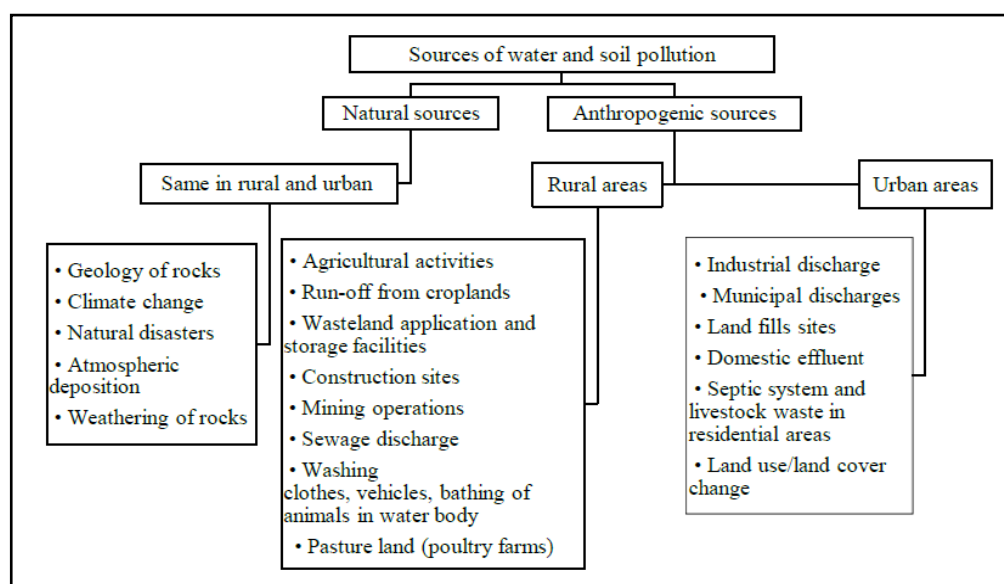 Sources of water and soil pollution
Natural sources
Anthropogenic sources
Same in rural and urban
Rural areas
Urban areas
• Geology of rocks
• Climate change
• Natural disasters
• Atmospheric
deposition
• Weathering of rocks
• Agricultural activities
• Run-off from croplands
• Wasteland application and
storage facilities
• Construction sites
• Mining operations
• Sewage discharge
• Washing
clothes, vehicles, bathing of
animals in water body
• Pasture land (poultry farms)
• Industrial discharge
• Municipal discharges
• Land fills sites
• Domestic effluent
• Septic system and
livestock waste in
residential areas
• Land use/land cover
change